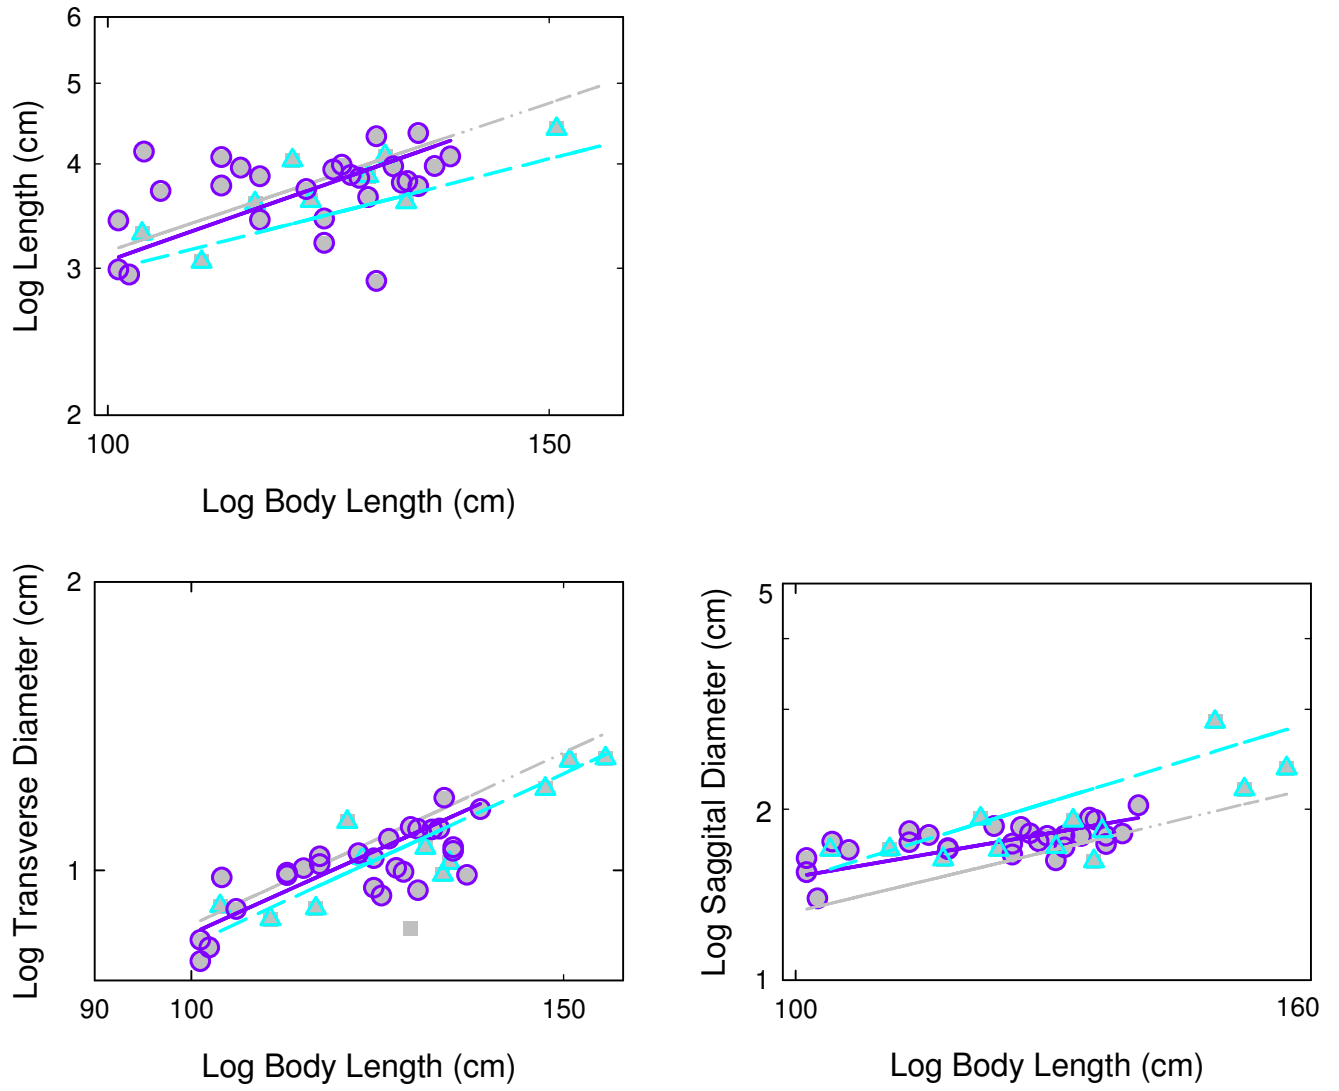 6
5
4
3
2
Log Length (cm)
100
150
Log Body Length (cm)
2
1
Log Transverse Diameter (cm)
90
100
150
Log Body Length (cm)
5
2
1
Log Saggital Diameter (cm)
100
160
Log Body Length (cm)